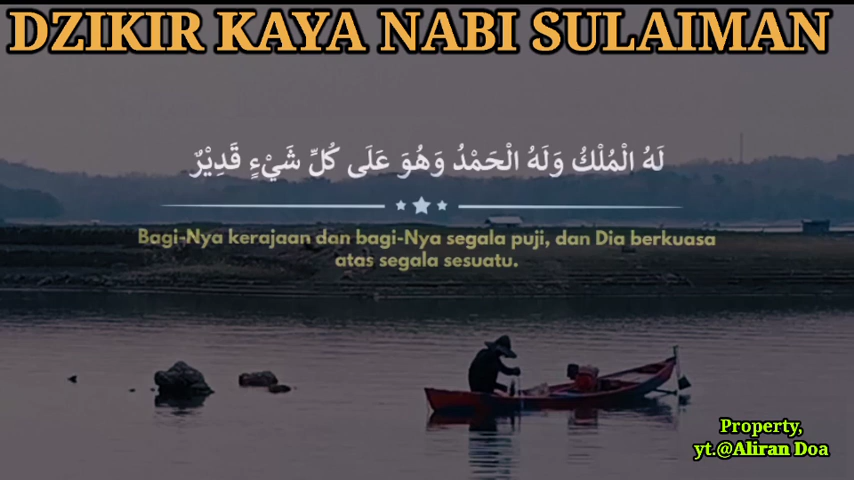 DZIKIR KAYA NABI SULAIMAN
لَهُ الْمُلْكُ وَلَهُ الْحَمْدُ وَهُوَ عَلَى كُلِّ شَيْءٍ قَدِيْرٌ
Bagi-Nya kerajaan dan bagi-Nya segala puji, dan Dia berkuasa
atas segala sesuatu.
Property,
yt.@Aliran Doa